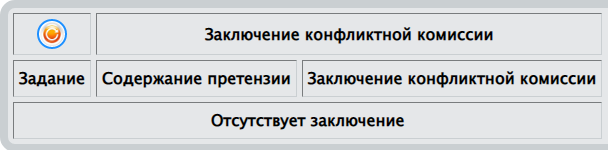 Заключение конфликтной комиссии
Задание Содержание претензии Заключение конфликтной комиссии
Отсутствует заключение